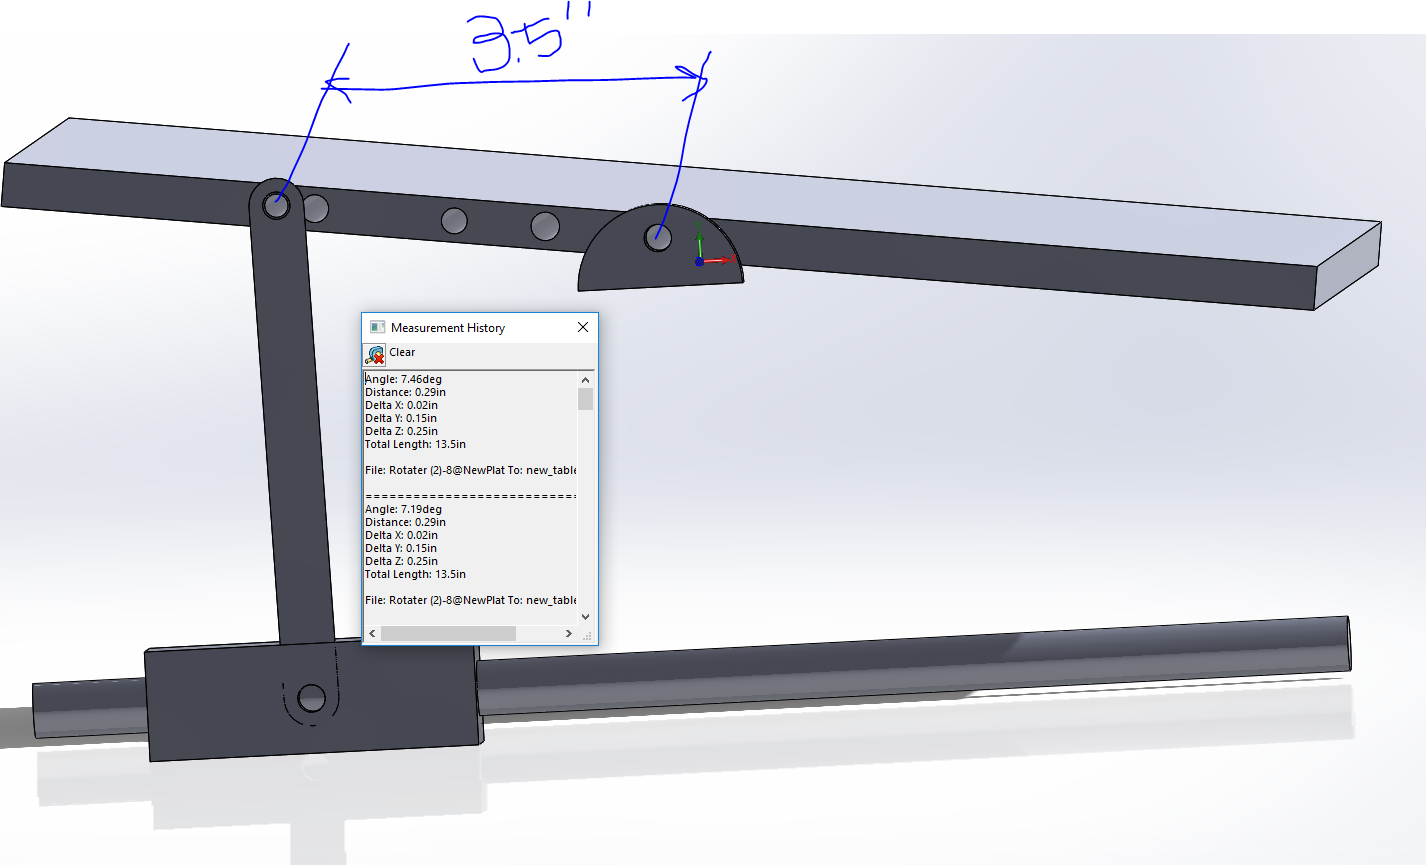 3.5"
Measurement History
Clear
Angle: 7.46deg
Distance: 0.29in
Delta X: 0.02in
Delta Y: 0.15in
Delta Z: 0.25in
Total Length: 13.5in
File: Rotater (2)-8@NewPlat To: new_table
==================================
Angle: 7.19deg
Distance: 0.29in
Delta X: 0.02in
Delta Y: 0.15in
Delta Z: 0.25in
Total Length: 13.5in
File: Rotater (2)-8@NewPlat To: new_table